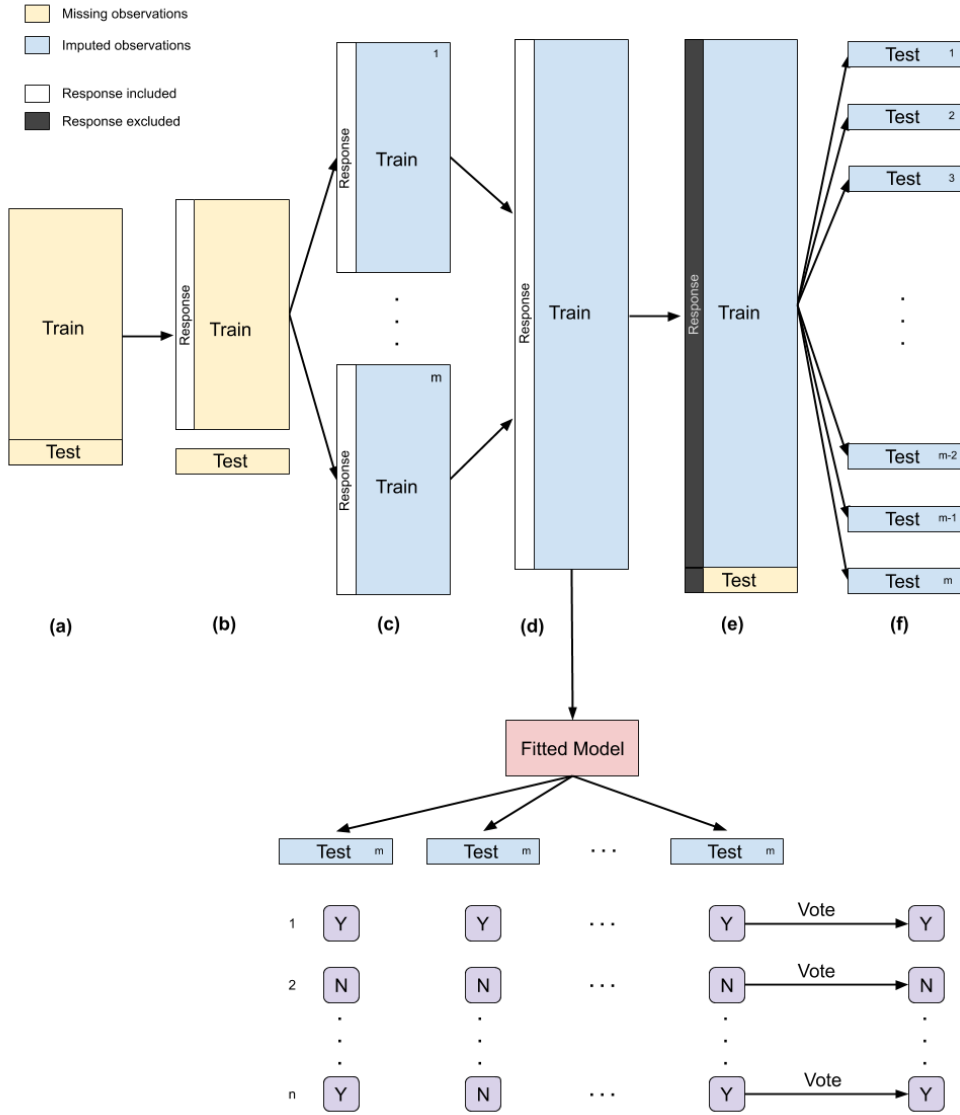 Missing observations
Imputed observations
Response included
Response excluded
Train
Test
(a)
Response
Train
Test
(b)
1
Response
Train
. . .
m
Response
Train
(c)
Response
Train
(d)
Response
Train
Test
(e)
Test 1
Test 2
Test 3
. . .
Test m-2
Test m-1
Test m
(f)
Fitted Model
Test m Test m . . . Test m
1 Y Y . . . Y Vote Y
2 N N . . . N Vote N
. . . . . . . . . . . .
n Y N . . . Y Vote Y